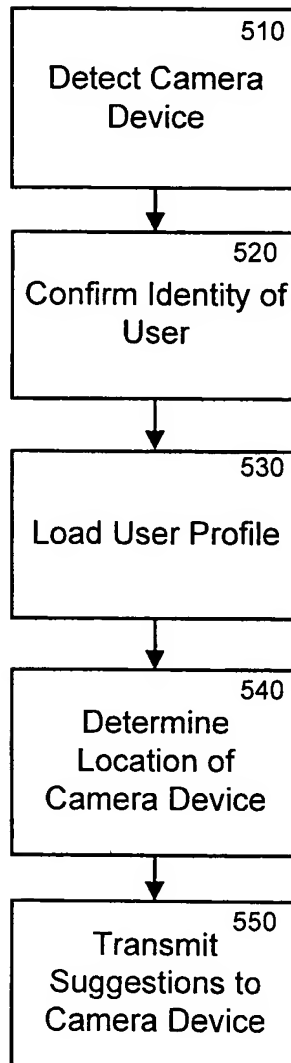 510
Detect Camera
Device
520
Confirm Identity of
User
530
Load User Profile
540
Determine
Location of
Camera Device
550
Transmit
Suggestions to
Camera Device